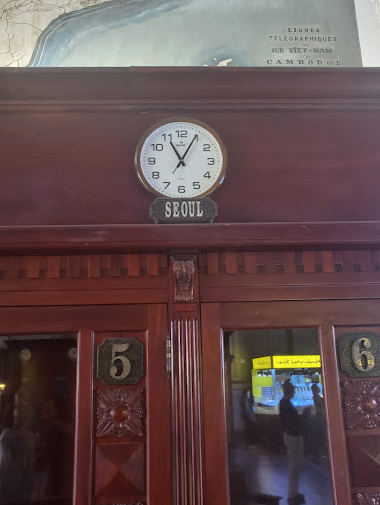 LIGNES
TÉLÉGRAPHIQUES
SUD VIÊT-NAM
CAMBODGE
11 12 1
10 2
9 3
8 4
7 6 5
SEOUL
5
6